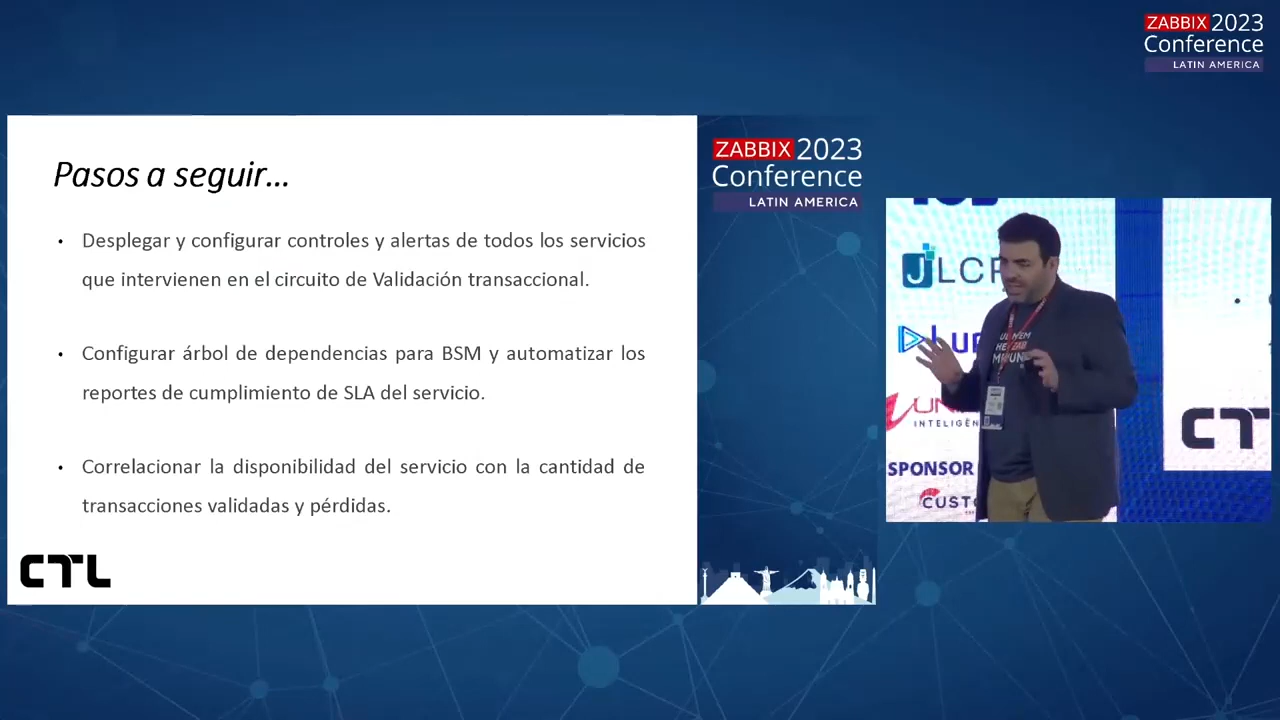 ZABBIX 2023
Conference
LATIN AMERICA
Pasos a seguir...
• Desplegar y configurar controles y alertas de todos los servicios
que intervienen en el circuito de Validación transaccional.
• Configurar árbol de dependencias para BSM y automatizar los
reportes de cumplimiento de SLA del servicio.
• Correlacionar la disponibilidad del servicio con la cantidad de
transacciones validadas y pérdidas.
CTL
ZABBIX 2023
Conference
LATIN AMERICA
INTELIGÊN
SPONSOR
CUSTO
CTL